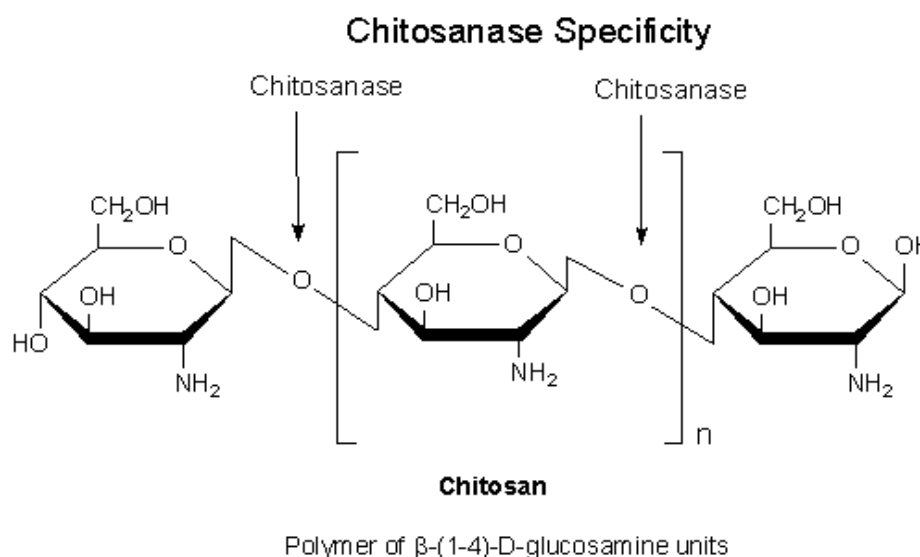 Chitosanase Specificity
Chitosanase Chitosanase
CH₂OH CH₂OH CH₂OH OH
O O O
O O
OH OH OH
HO
NH₂ NH₂ NH₂
n
Chitosan
Polymer of β-(1-4)-D-glucosamine units